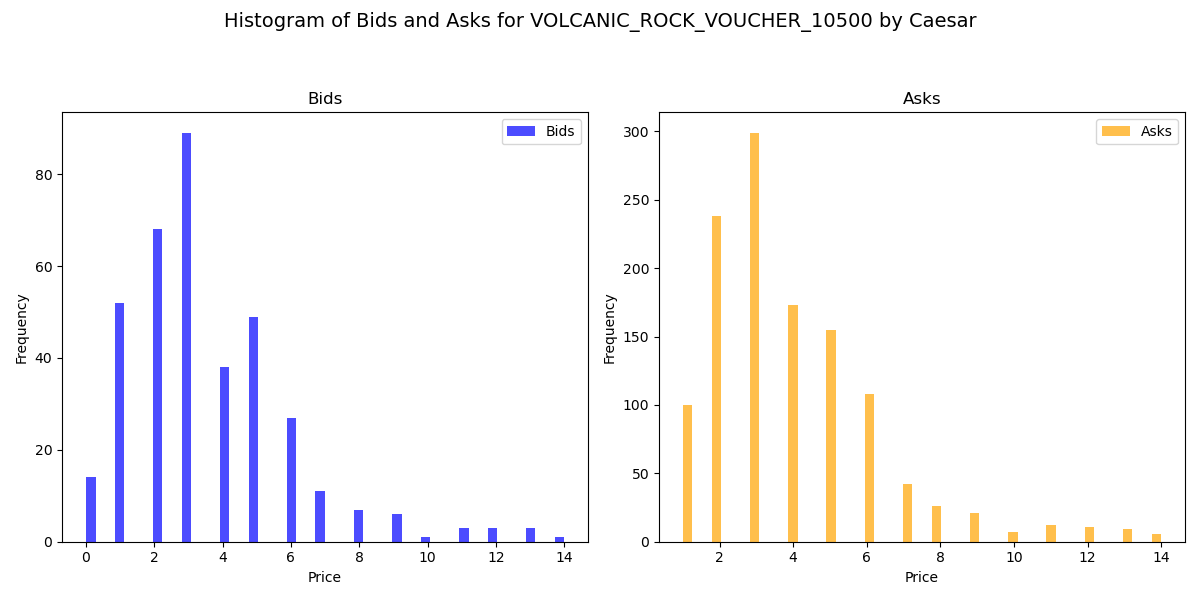 Histogram of Bids and Asks for VOLCANIC_ROCK_VOUCHER_10500 by Caesar
Bids
Bids
Frequency
80
60
40
20
0
0 2 4 6 8 10 12 14
Price
Asks
Asks
Frequency
300
250
200
150
100
50
0
2 4 6 8 10 12 14
Price